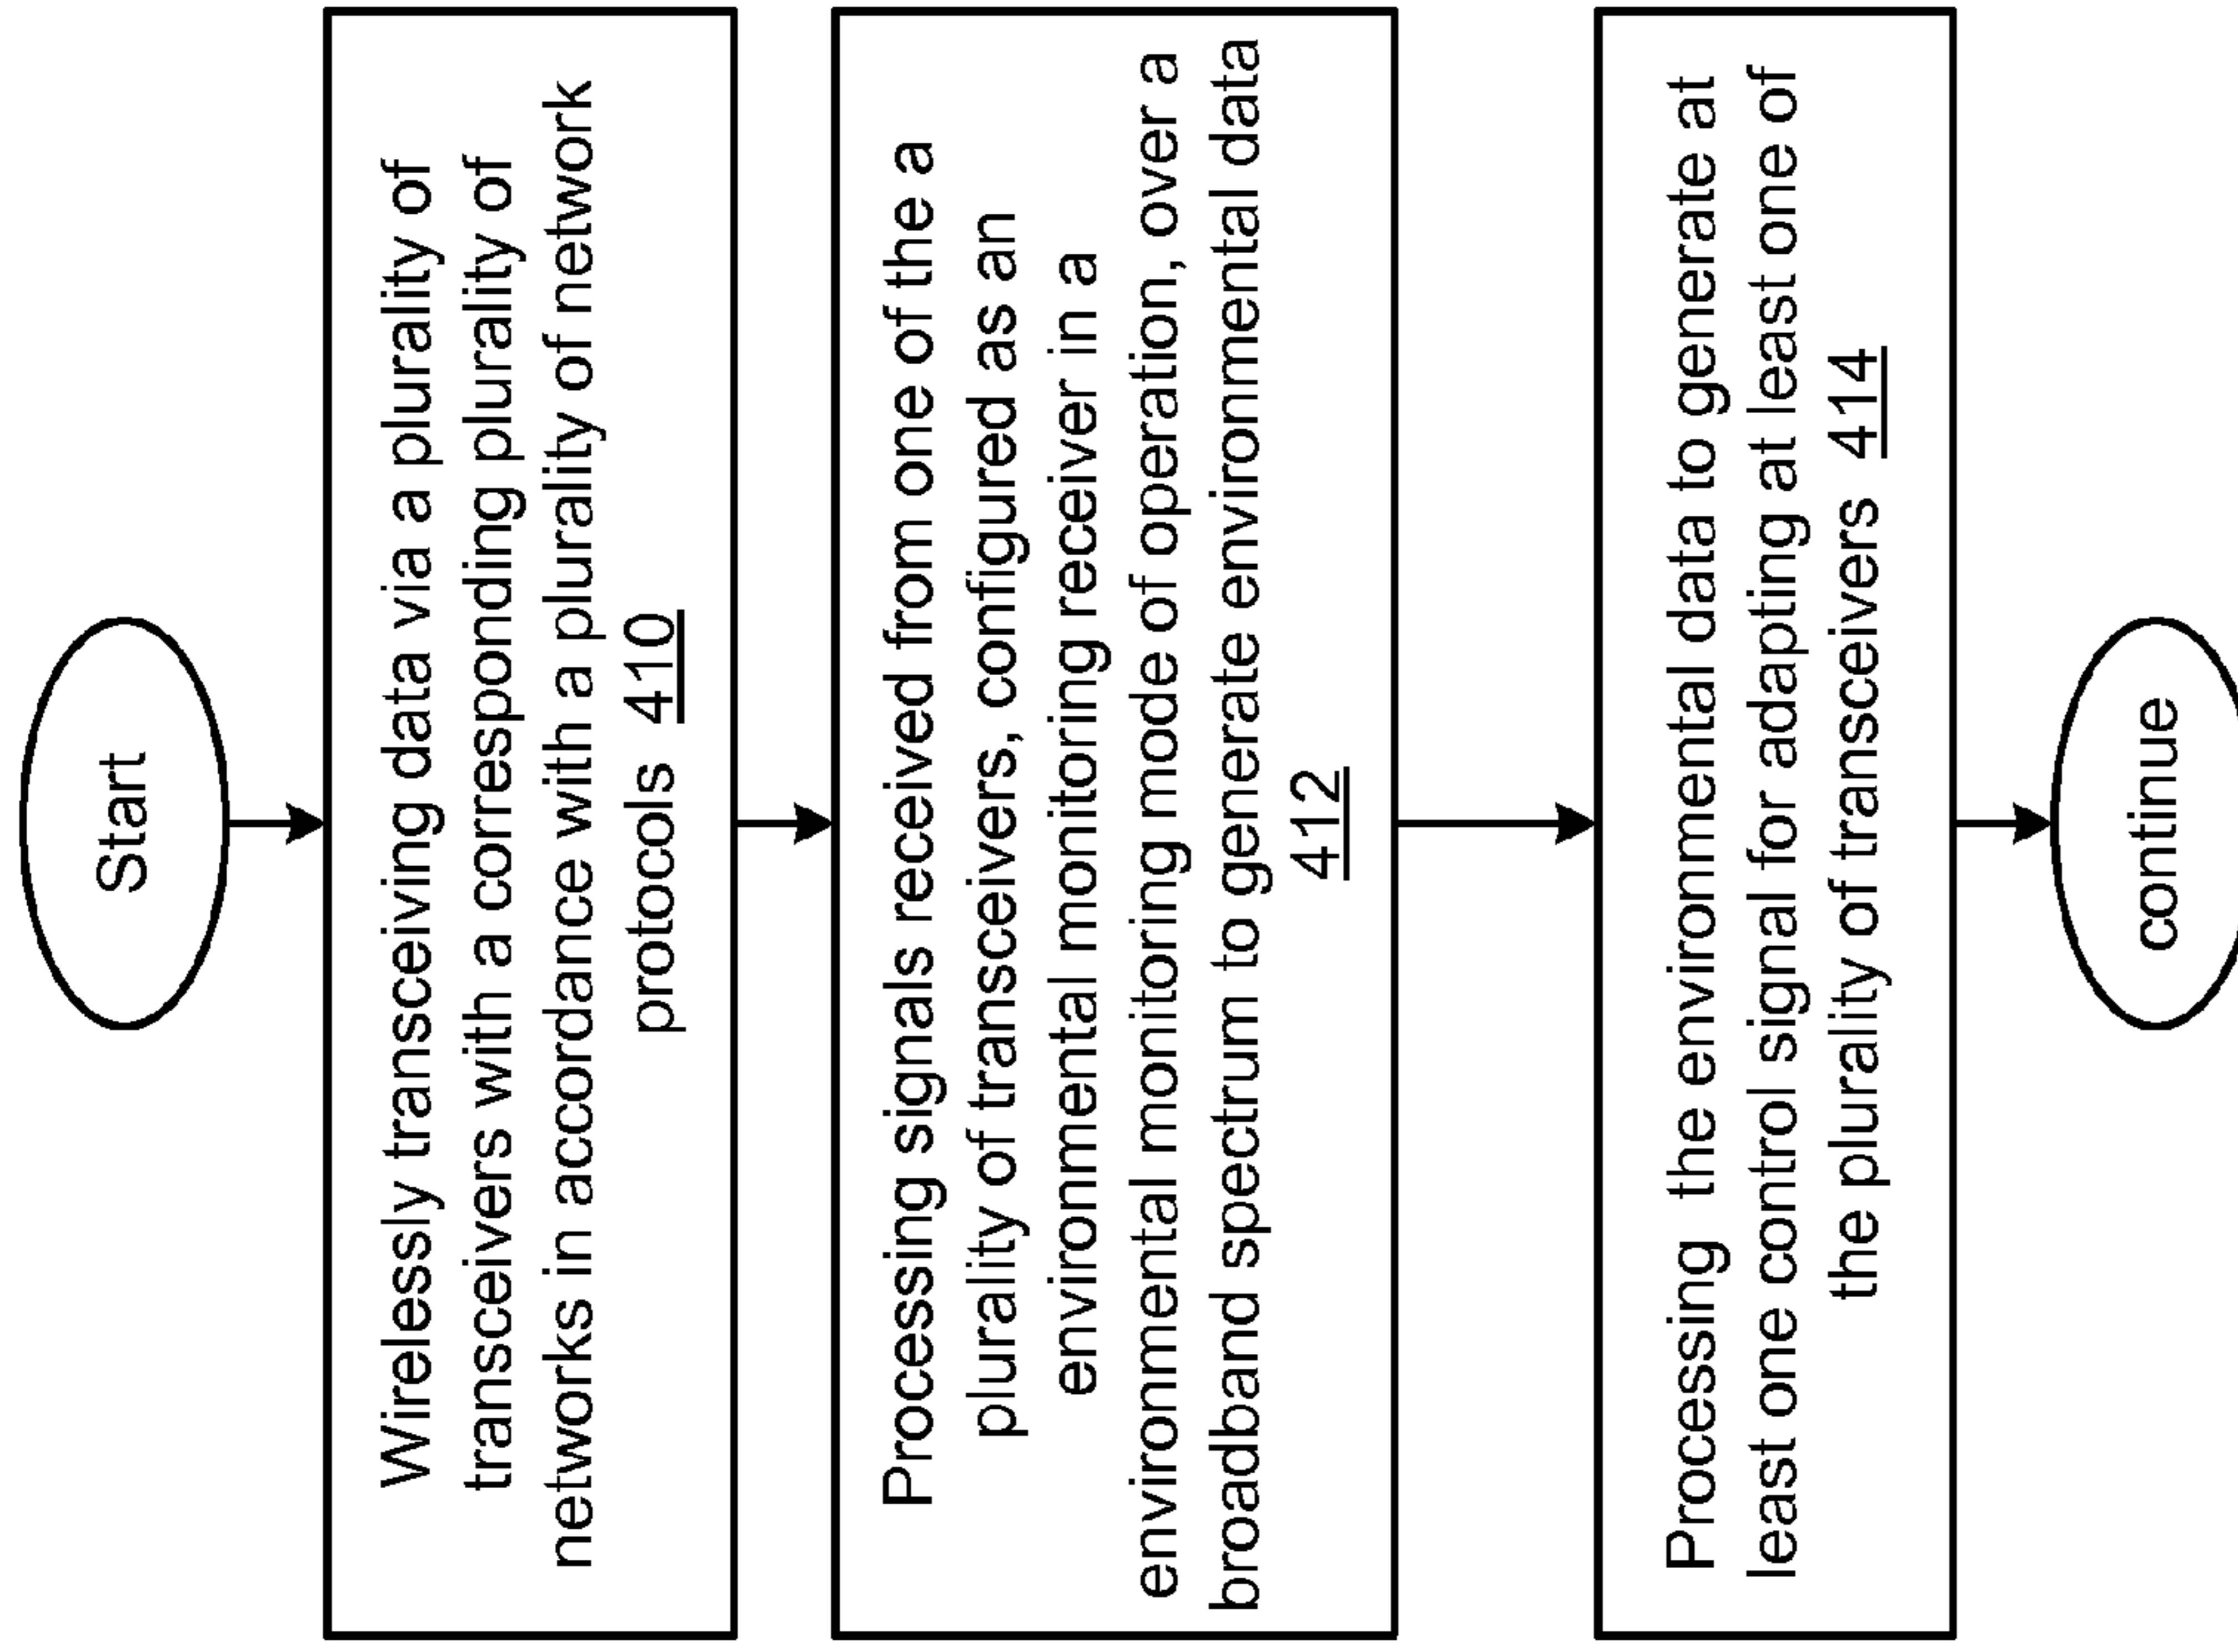 Start
Wirelessly transceiving data via a plurality of
transceivers with a corresponding plurality of
networks in accordance with a plurality of network
protocols 410
Processing signals received from one of the a
plurality of transceivers, configured as an
environmental monitoring receiver in a
environmental monitoring mode of operation, over a
broadband spectrum to generate environmental data
412
Processing the environmental data to generate at
least one control signal for adapting at least one of
the plurality of transceivers 414
continue